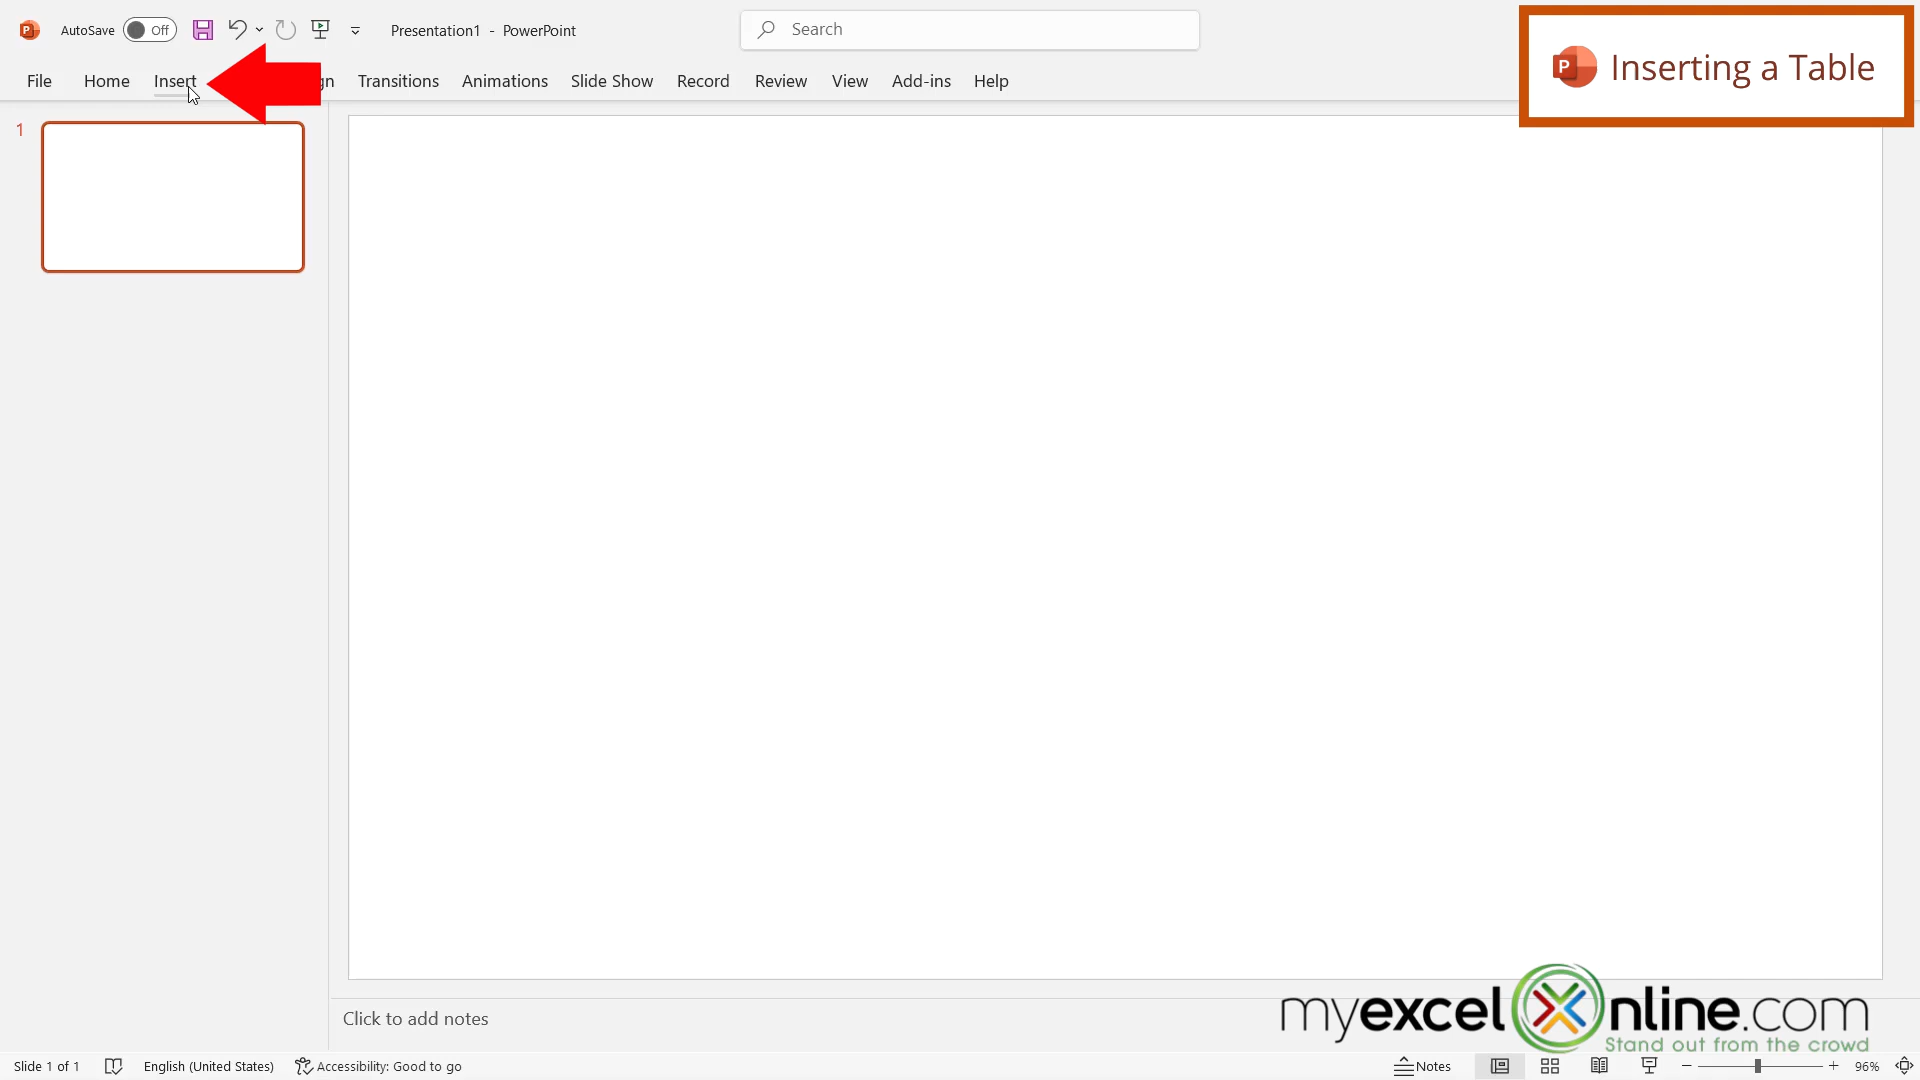 AutoSave Off Presentation1 - PowerPoint Search
File Home Insert gn Transitions Animations Slide Show Record Review View Add-ins Help
P Inserting a Table
1
Click to add notes
myexcelonline.com
Stand out from the crowd
Slide 1 of 1 English (United States) Accessibility: Good to go Notes 96%